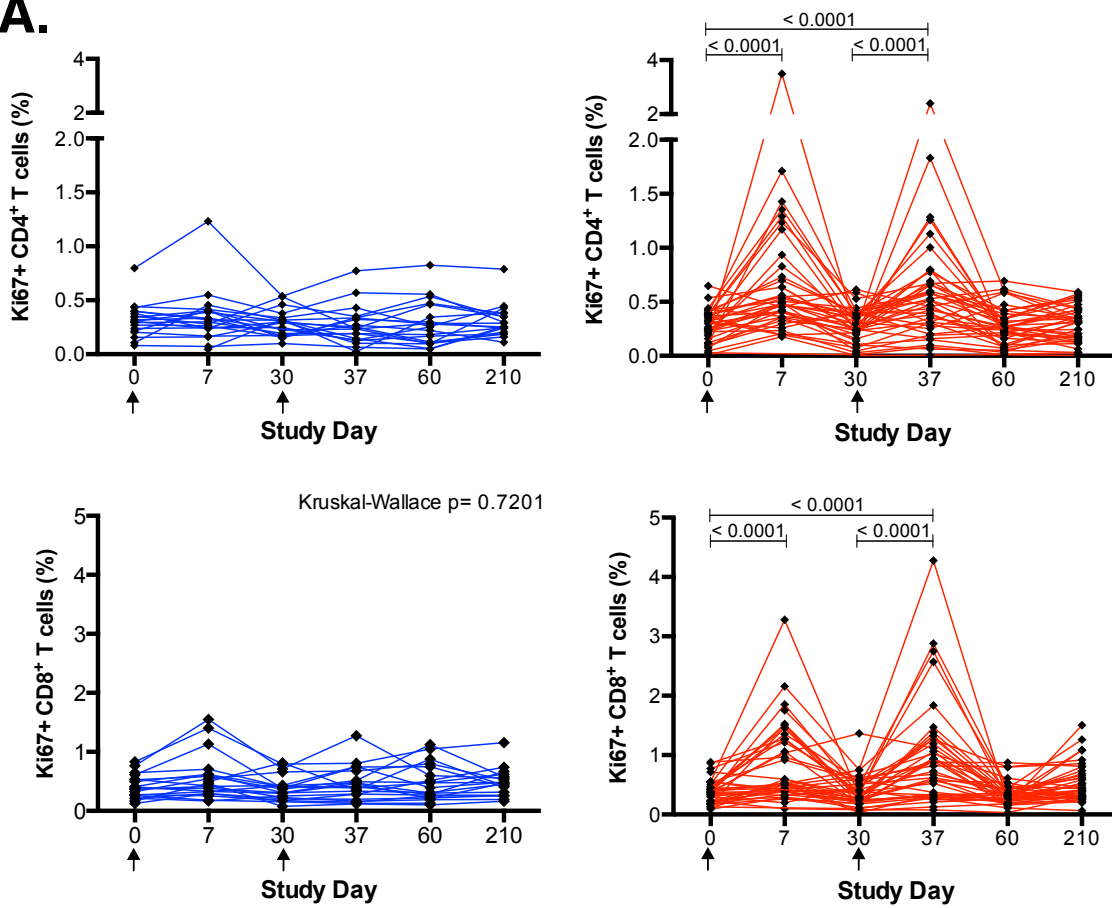 A.
Ki67+ CD4+ T cells (%)
4
2
2.0
1.5
1.0
0.5
0.0
0 7 30 37 60 210
Study Day
< 0.0001
< 0.0001 < 0.0001
Ki67+ CD4+ T cells (%)
4
2
2.0
1.5
1.0
0.5
0.0
0 7 30 37 60 210
Study Day
Kruskal-Wallace p= 0.7201
Ki67+ CD8+ T cells (%)
5
4
3
2
1
0
0 7 30 37 60 210
Study Day
< 0.0001
< 0.0001 < 0.0001
Ki67+ CD8+ T cells (%)
5
4
3
2
1
0
0 7 30 37 60 210
Study Day